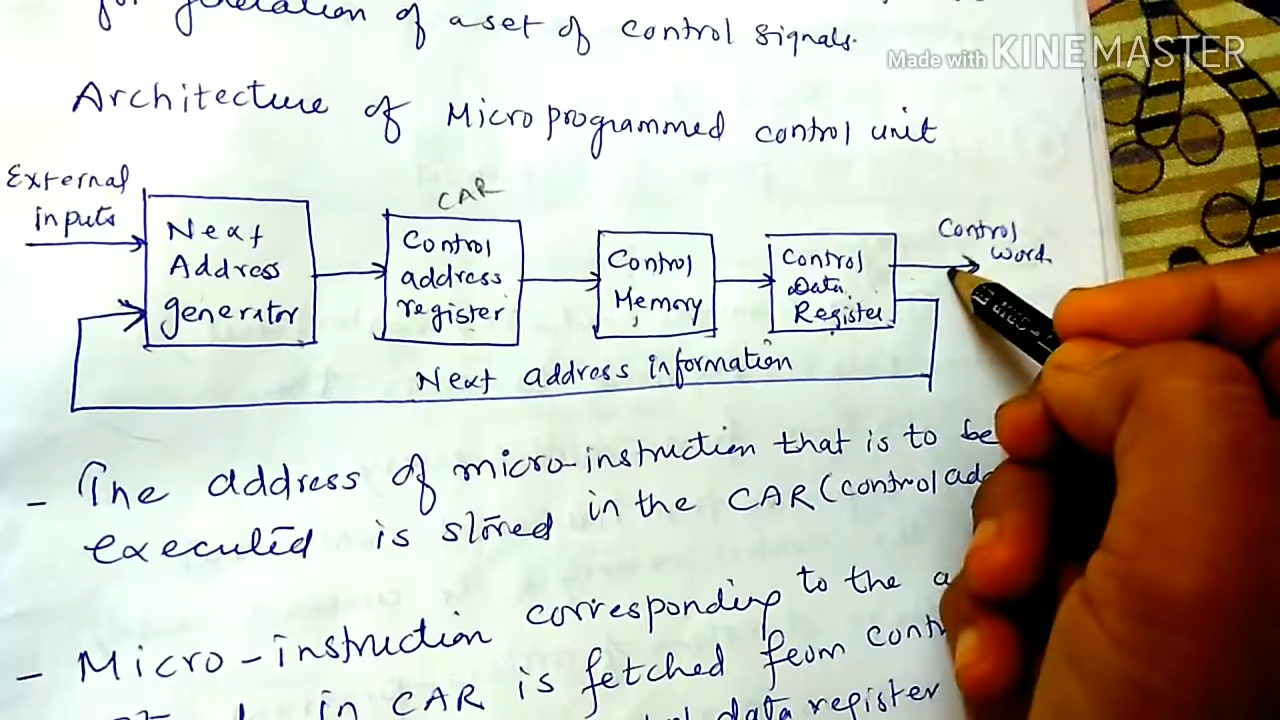 generation of a set of control signals.
Made with KINEMASTER
Architecture of Microprogrammed control unit
External inputs
CAR
Next Address generator
Control address register
Control Memory
Control Data Register
Control word
Next address information
- The address of micro-instruction that is to be
executed is stored in the CAR (control
- Micro-instruction corresponding to the
in CAR is fetched from
data register